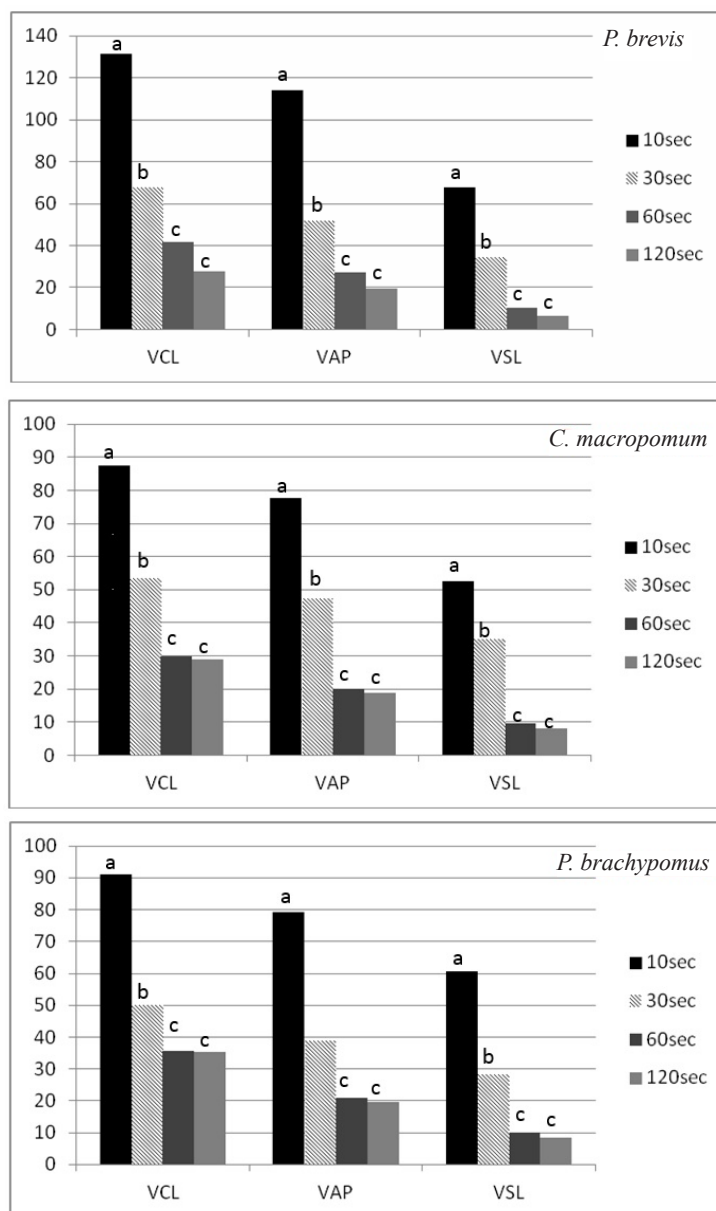 P. brevis
140
120
100
80
60
40
20
0
a
b
c
c
a
b
c
c
a
b
c
c
VCL VAP VSL
10sec
30sec
60sec
120sec
C. macropomum
100
90
80
70
60
50
40
30
20
10
0
a
b
c
c
a
b
c
c
a
b
c
c
VCL VAP VSL
10sec
30sec
60sec
120sec
P. brachypomus
100
90
80
70
60
50
40
30
20
10
0
a
b
c
c
a
c
c
a
b
c
c
VCL VAP VSL
10sec
30sec
60sec
120sec